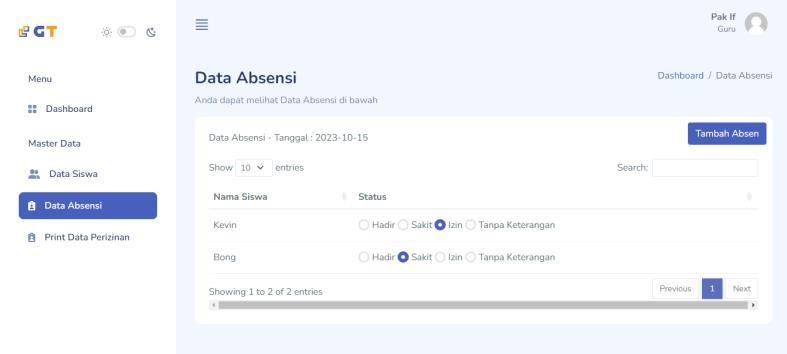 GT
Pak If
Guru
Menu
Dashboard
Master Data
Data Siswa
Data Absensi
Print Data Perizinan
Data Absensi
Dashboard / Data Absensi
Anda dapat melihat Data Absensi di bawah
Data Absensi - Tanggal : 2023-10-15
Tambah Absen
Show 10 entries
Search:
Nama Siswa Status
Kevin Hadir Sakit Izin Tanpa Keterangan
Bong Hadir Sakit Izin Tanpa Keterangan
Showing 1 to 2 of 2 entries
Previous 1 Next